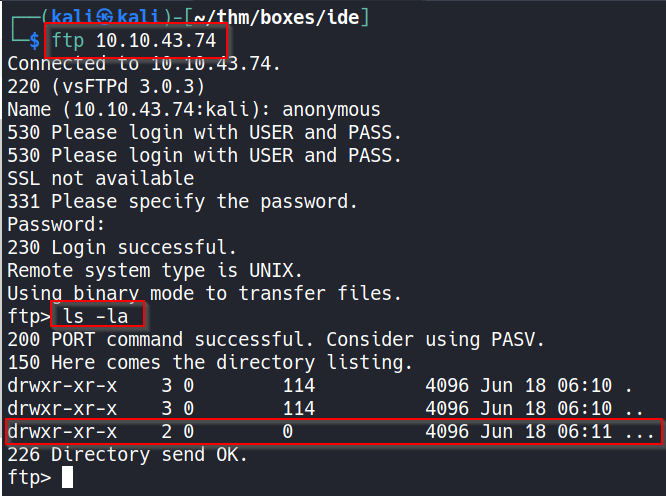 ┌──(kali㉿kali)-[~/thm/boxes/ide]
└─$ ftp 10.10.43.74
Connected to 10.10.43.74.
220 (vsFTPd 3.0.3)
Name (10.10.43.74:kali): anonymous
530 Please login with USER and PASS.
530 Please login with USER and PASS.
SSL not available
331 Please specify the password.
Password:
230 Login successful.
Remote system type is UNIX.
Using binary mode to transfer files.
ftp> ls -la
200 PORT command successful. Consider using PASV.
150 Here comes the directory listing.
drwxr-xr-x    3 0        114          4096 Jun 18 06:10 .
drwxr-xr-x    3 0        114          4096 Jun 18 06:10 ..
drwxr-xr-x    2 0        0            4096 Jun 18 06:11 ...
226 Directory send OK.
ftp>